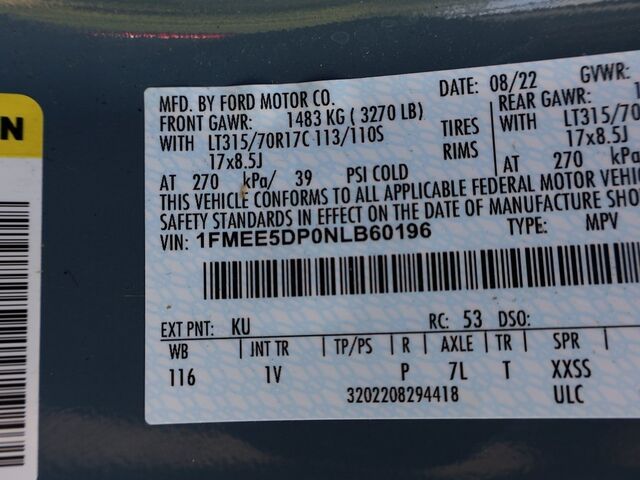 N
MFD. BY FORD MOTOR CO. DATE: 08/22 GVWR:
FRONT GAWR: 1483 KG ( 3270 LB) REAR GAWR: 1
WITH LT315/70R17C 113/110S TIRES WITH LT315/70
17x8.5J RIMS 17x8.5J
AT 270 kPa/ 39 PSI COLD AT 270 kPa/
THIS VEHICLE CONFORMS TO ALL APPLICABLE FEDERAL MOTOR VEHIC
SAFETY STANDARDS IN EFFECT ON THE DATE OF MANUFACTURE SHO
VIN: 1FMEE5DP0NLB60196 TYPE: MPV
EXT PNT: KU RC: 53 DSO:
WB INT TR TP/PS R AXLE TR SPR
116 1V P 7L T XXSS
3202208294418 ULC